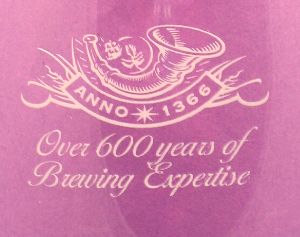 ANNO ✶ 1366
Over 600 years of
Brewing Expertise